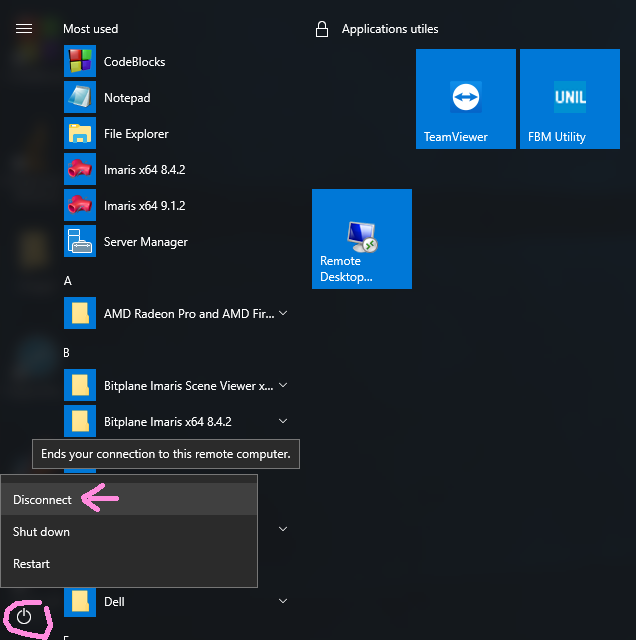 Most used
CodeBlocks
Notepad
File Explorer
Imaris x64 8.4.2
Imaris x64 9.1.2
Server Manager
A
AMD Radeon Pro and AMD Fir...
B
Bitplane Imaris Scene Viewer x...
Bitplane Imaris x64 8.4.2
Ends your connection to this remote computer.
Disconnect
Shut down
Restart
Dell
Applications utiles
TeamViewer
UNIL
FBM Utility
Remote
Desktop...